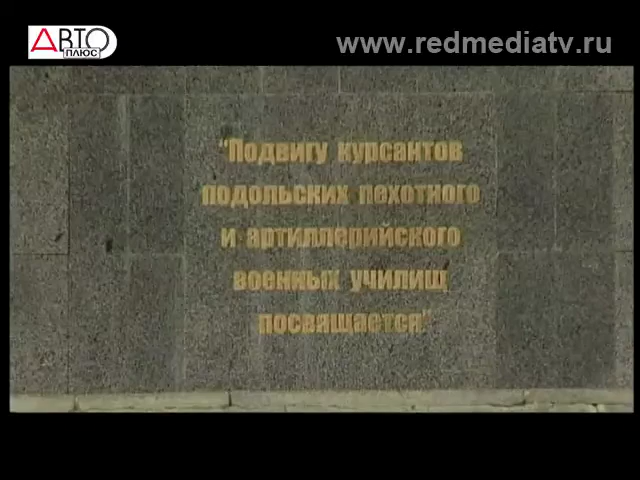 АВТО
ПЛЮС
www.redmediatv.ru
"Подвигу курсантов
подольских пехотного
и артиллерийского
военных училищ
посвящается"